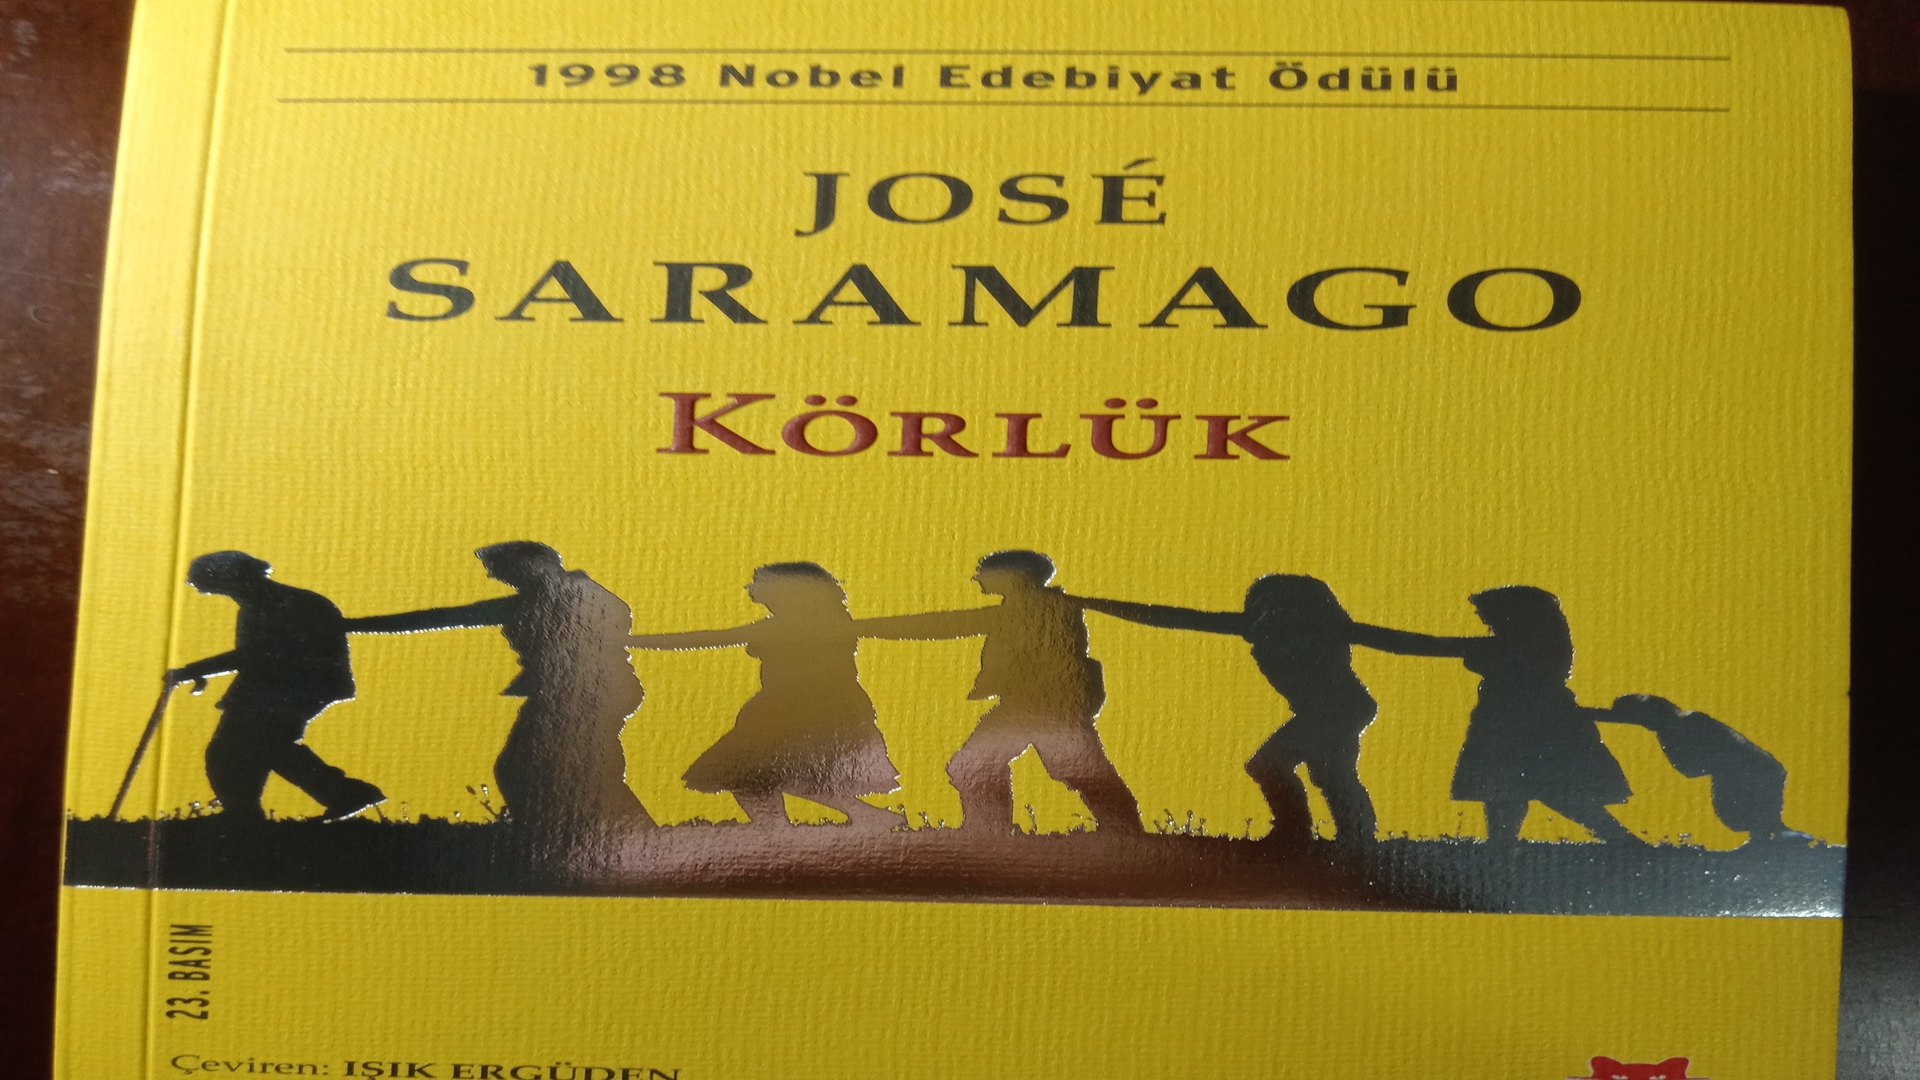 1998 Nobel Edebiyat Ödülü
JOSÉ
SARAMAGO
KÖRLÜK
23. BASIM
Çeviren: IŞIK ERGÜDEN